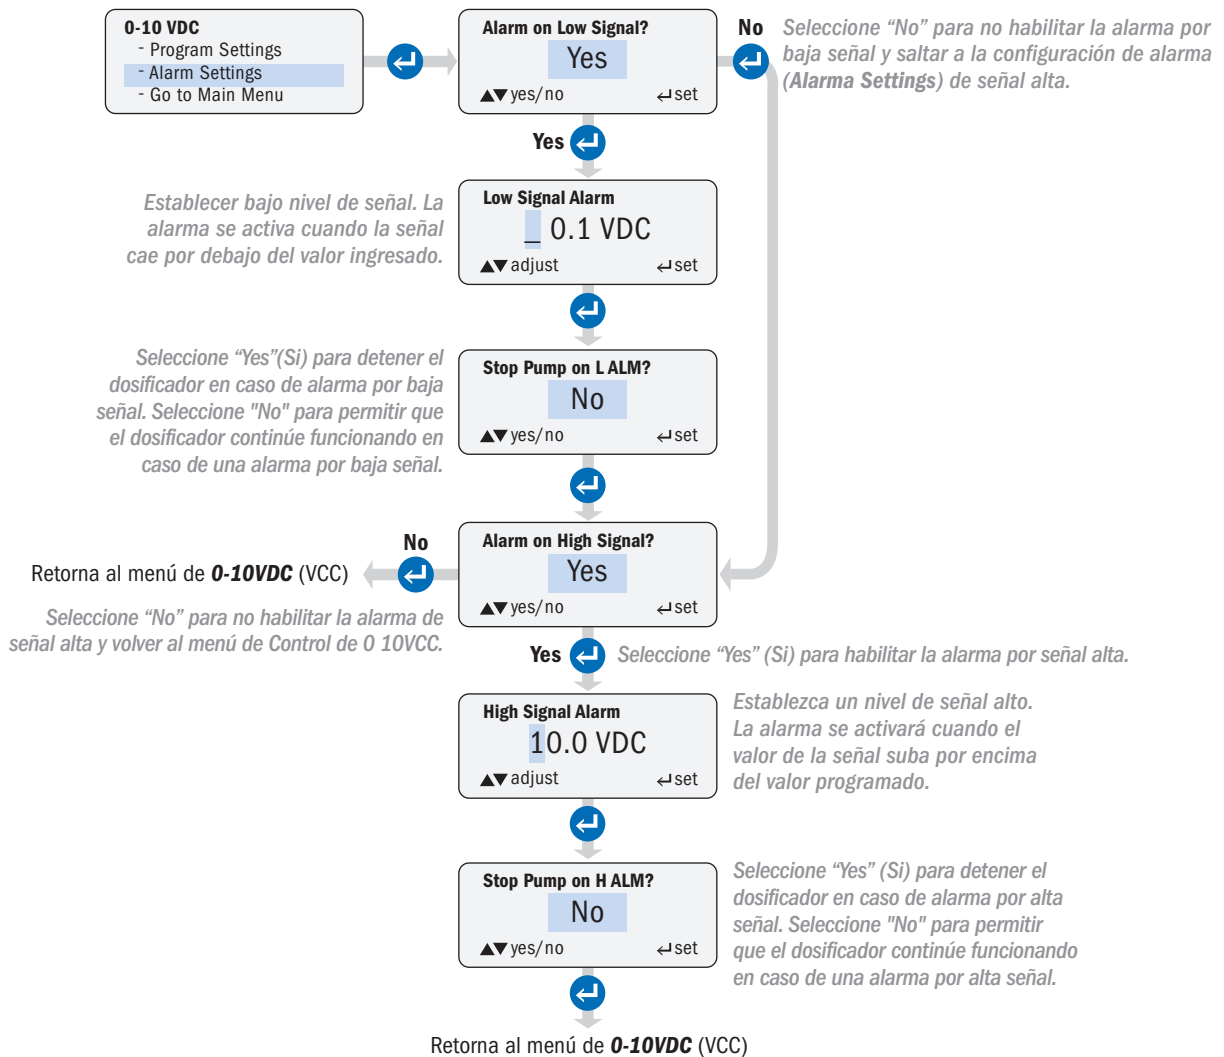 0-10 VDC
- Program Settings
- Alarm Settings
- Go to Main Menu
Alarm on Low Signal?
Yes
▲▼ yes/no ↵ set
No
Seleccione “No” para no habilitar la alarma por
baja señal y saltar a la configuración de alarma
(Alarma Settings) de señal alta.
Yes
Establecer bajo nivel de señal. La
alarma se activa cuando la señal
cae por debajo del valor ingresado.
Low Signal Alarm
_ 0.1 VDC
▲▼ adjust ↵ set
Seleccione “Yes”(Si) para detener el
dosificador en caso de alarma por baja
señal. Seleccione "No" para permitir que
el dosificador continúe funcionando en
caso de una alarma por baja señal.
Stop Pump on L ALM?
No
▲▼ yes/no ↵ set
Alarm on High Signal?
Yes
▲▼ yes/no ↵ set
No
Retorna al menú de 0-10VDC (VCC)
Seleccione “No” para no habilitar la alarma de
señal alta y volver al menú de Control de 0 10VCC.
Yes
Seleccione “Yes” (Si) para habilitar la alarma por señal alta.
High Signal Alarm
10.0 VDC
▲▼ adjust ↵ set
Establezca un nivel de señal alto.
La alarma se activará cuando el
valor de la señal suba por encima
del valor programado.
Stop Pump on H ALM?
No
▲▼ yes/no ↵ set
Seleccione “Yes” (Si) para detener el
dosificador en caso de alarma por alta
señal. Seleccione "No" para permitir
que el dosificador continúe funcionando
en caso de una alarma por alta señal.
Retorna al menú de 0-10VDC (VCC)